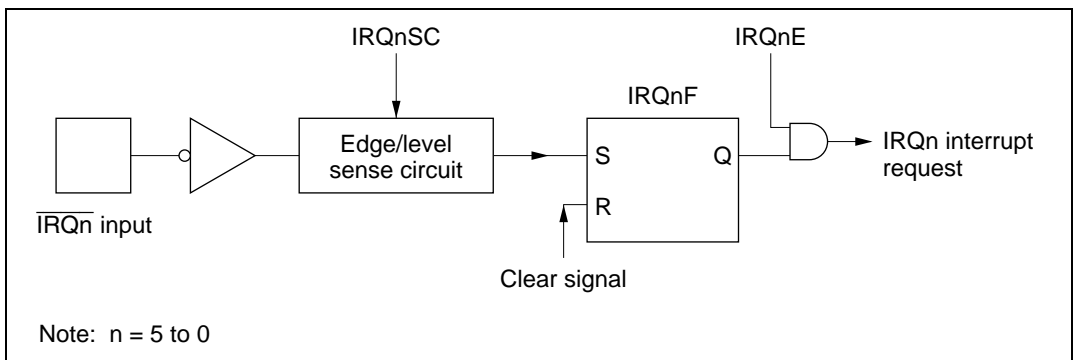 IRQnSC
IRQnE
IRQnF
Edge/level
sense circuit
S
Q
R
IRQn interrupt
request
IRQn input
Clear signal
Note: n = 5 to 0